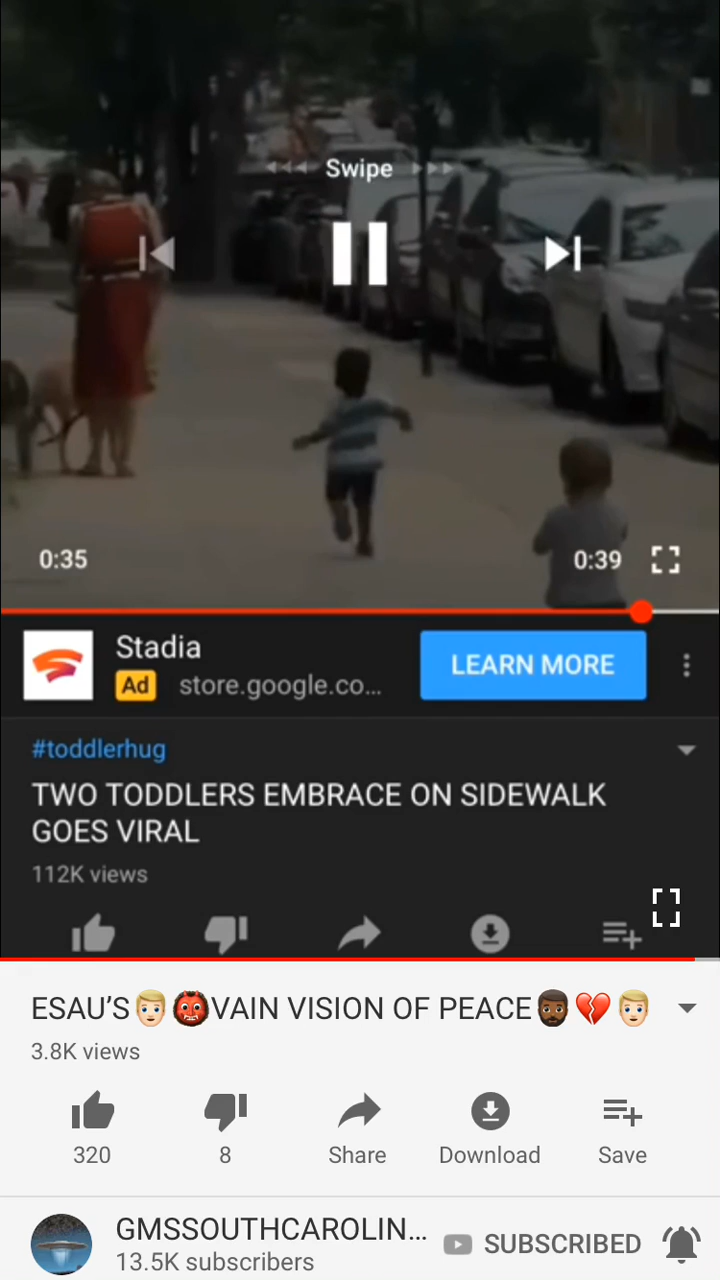 Swipe
0:35
0:39
Stadia
LEARN MORE
Ad store.google.co...
#toddlerhug
TWO TODDLERS EMBRACE ON SIDEWALK
GOES VIRAL
112K views
ESAU'S👱🏻‍♂️👹VAIN VISION OF PEACE🧔🏾💔👱🏻‍♂️
3.8K views
320
8
Share
Download
Save
GMSSOUTHCAROLIN...
SUBSCRIBED
13.5K subscribers